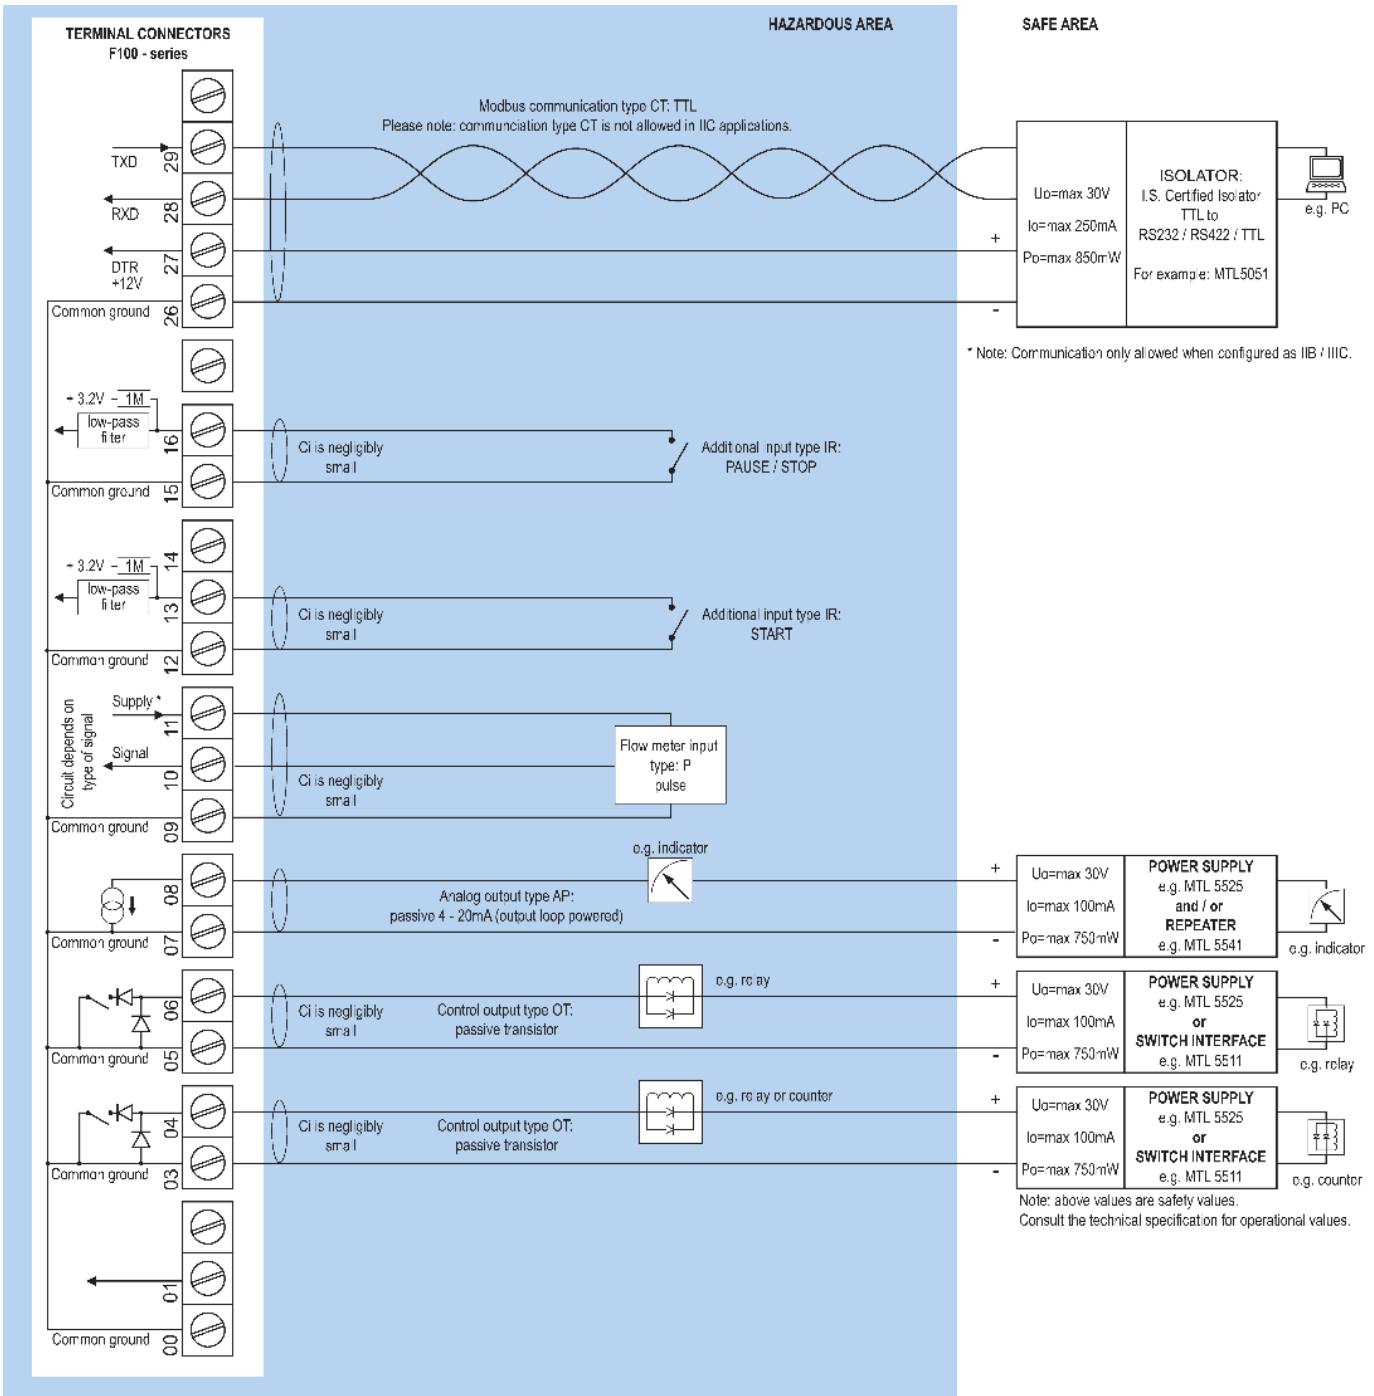 HAZARDOUS AREA
SAFE AREA
TERMINAL CONNECTORS
F100 - series
Modbus communication type CT: TTL
Please note: communciation type CT is not allowed in IIC applications.
TXD
29
RXD
28
DTR
+12V
27
Common ground
26
+
-
Uo=max 30V
Io=max 250mA
Po=max 850mW
ISOLATOR:
I.S. Certified Isolator
TTL to
RS232 / RS422 / TTL
For example: MTL5051
e.g. PC
* Note: Communication only allowed when configured as IIB / IIIC.
+ 3.2V
1M
low-pass
filter
16
Common ground
15
Ci is negligibly
small
Additional input type IR:
PAUSE / STOP
14
+ 3.2V
1M
low-pass
filter
13
Common ground
12
Ci is negligibly
small
Additional input type IR:
START
Circuit depends on
type of signal
Supply *
11
Signal
10
Common ground
09
Ci is negligibly
small
Flow meter input
type: P
pulse
08
Common ground
07
e.g. indicator
Analog output type AP:
passive 4 - 20mA (output loop powered)
+
-
Uo=max 30V
Io=max 100mA
Po=max 750mW
POWER SUPPLY
e.g. MTL 5525
and / or
REPEATER
e.g. MTL 5541
e.g. indicator
06
Common ground
05
Ci is negligibly
small
Control output type OT:
passive transistor
e.g. relay
+
-
Uo=max 30V
Io=max 100mA
Po=max 750mW
POWER SUPPLY
e.g. MTL 5525
or
SWITCH INTERFACE
e.g. MTL 5511
e.g. relay
04
Common ground
03
Ci is negligibly
small
Control output type OT:
passive transistor
e.g. relay or counter
+
-
Uo=max 30V
Io=max 100mA
Po=max 750mW
POWER SUPPLY
e.g. MTL 5525
or
SWITCH INTERFACE
e.g. MTL 5511
e.g. counter
Note: above values are safety values.
Consult the technical specification for operational values.
01
Common ground
00